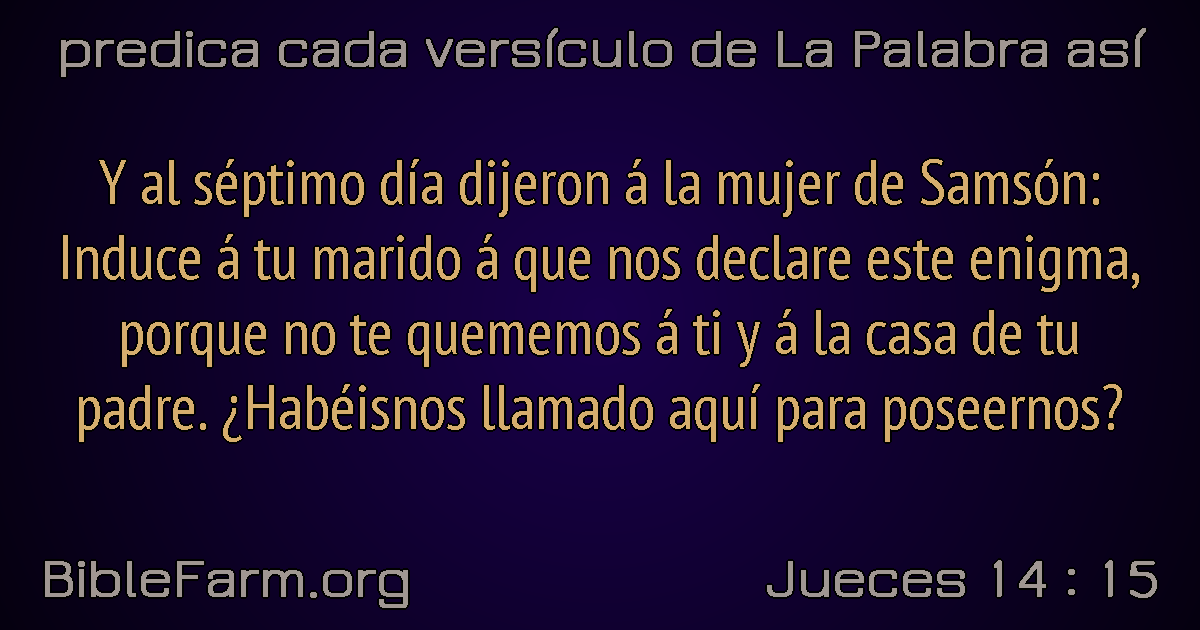 predica cada versículo de La Palabra así
Y al séptimo día dijeron á la mujer de Samsón:
Induce á tu marido á que nos declare este enigma,
porque no te quememos á ti y á la casa de tu
padre. ¿Habéisnos llamado aquí para poseernos?
BibleFarm.org
Jueces 14 : 15